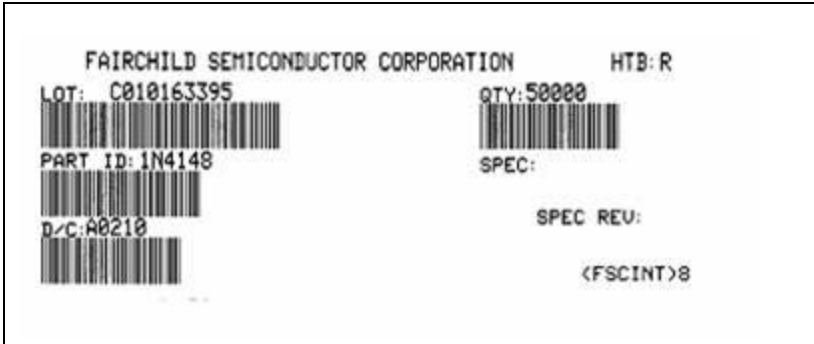 FAIRCHILD SEMICONDUCTOR CORPORATION HTB:R
LOT: C010163395 QTY:50000
PART ID:1N4148 SPEC:
D/C:A0210 SPEC REV:
(FSCINT)8